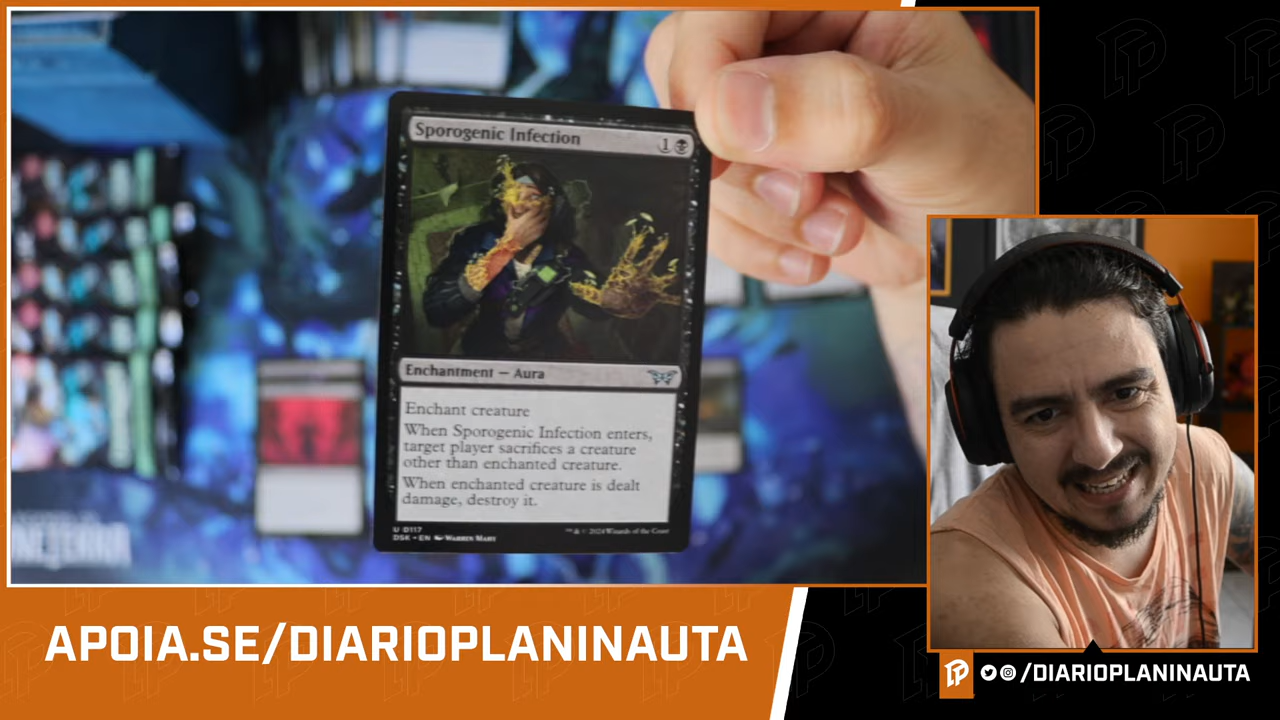 Sporogenic Infection
1
Enchantment — Aura
Enchant creature
When Sporogenic Infection enters,
target player sacrifices a creature
other than enchanted creature.
When enchanted creature is dealt
damage, destroy it.
U 0117
DSK • EN WARREN MAHY
™ & © 2024 Wizards of the Coast
APOIA.SE/DIARIOPLANINAUTA
/DIARIOPLANINAUTA